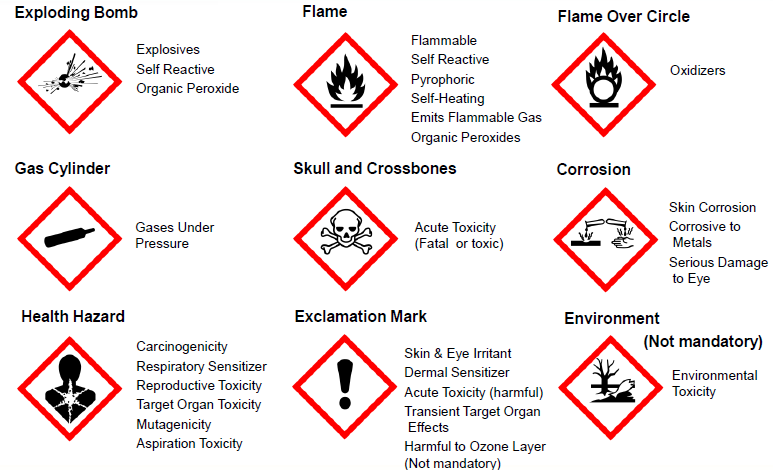 Exploding Bomb
Explosives
Self Reactive
Organic Peroxide
Flame
Flammable
Self Reactive
Pyrophoric
Self-Heating
Emits Flammable Gas
Organic Peroxides
Flame Over Circle
Oxidizers
Gas Cylinder
Gases Under
Pressure
Skull and Crossbones
Acute Toxicity
(Fatal or toxic)
Corrosion
Skin Corrosion
Corrosive to
Metals
Serious Damage
to Eye
Health Hazard
Carcinogenicity
Respiratory Sensitizer
Reproductive Toxicity
Target Organ Toxicity
Mutagenicity
Aspiration Toxicity
Exclamation Mark
Skin & Eye Irritant
Dermal Sensitizer
Acute Toxicity (harmful)
Transient Target Organ
Effects
Harmful to Ozone Layer
(Not mandatory)
Environment
(Not mandatory)
Environmental
Toxicity